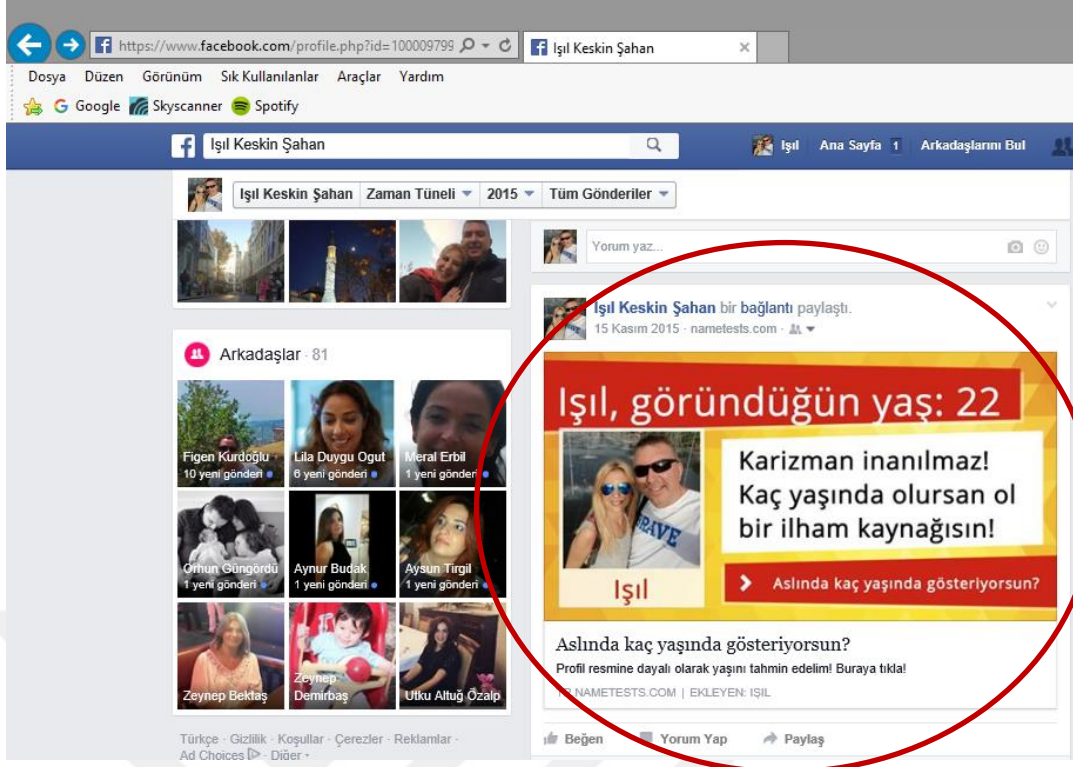 https://www.facebook.com/profile.php?id=100009799
Işıl Keskin Şahan
Dosya Düzen Görünüm Sık Kullanılanlar Araçlar Yardım
Google Skyscanner Spotify
Işıl Keskin Şahan
Işıl Ana Sayfa 1 Arkadaşlarını Bul
Işıl Keskin Şahan Zaman Tüneli 2015 Tüm Gönderiler
Yorum yaz...
Işıl Keskin Şahan bir bağlantı paylaştı.
15 Kasım 2015 · nametests.com ·
Arkadaşlar · 81
Figen Kurdoğlu
10 yeni gönderi
Lila Duygu Ogut
6 yeni gönderi
Meral Erbil
1 yeni gönderi
Orhun Güngördü
1 yeni gönderi
Aynur Budak
1 yeni gönderi
Aysun Tirgil
1 yeni gönderi
Zeynep Bektaş
Zeynep
Demirbaş
Utku Altuğ Özalp
Türkçe · Gizlilik · Koşullar · Çerezler · Reklamlar ·
Ad Choices · Diğer
Işıl, göründüğün yaş: 22
Karizman inanılmaz!
Kaç yaşında olursan ol
bir ilham kaynağısın!
BRAVE
Işıl
Aslında kaç yaşında gösteriyorsun?
Aslında kaç yaşında gösteriyorsun?
Profil resmine dayalı olarak yaşını tahmin edelim! Buraya tıkla!
TR.NAMETESTS.COM | EKLEYEN: IŞIL
Beğen Yorum Yap Paylaş